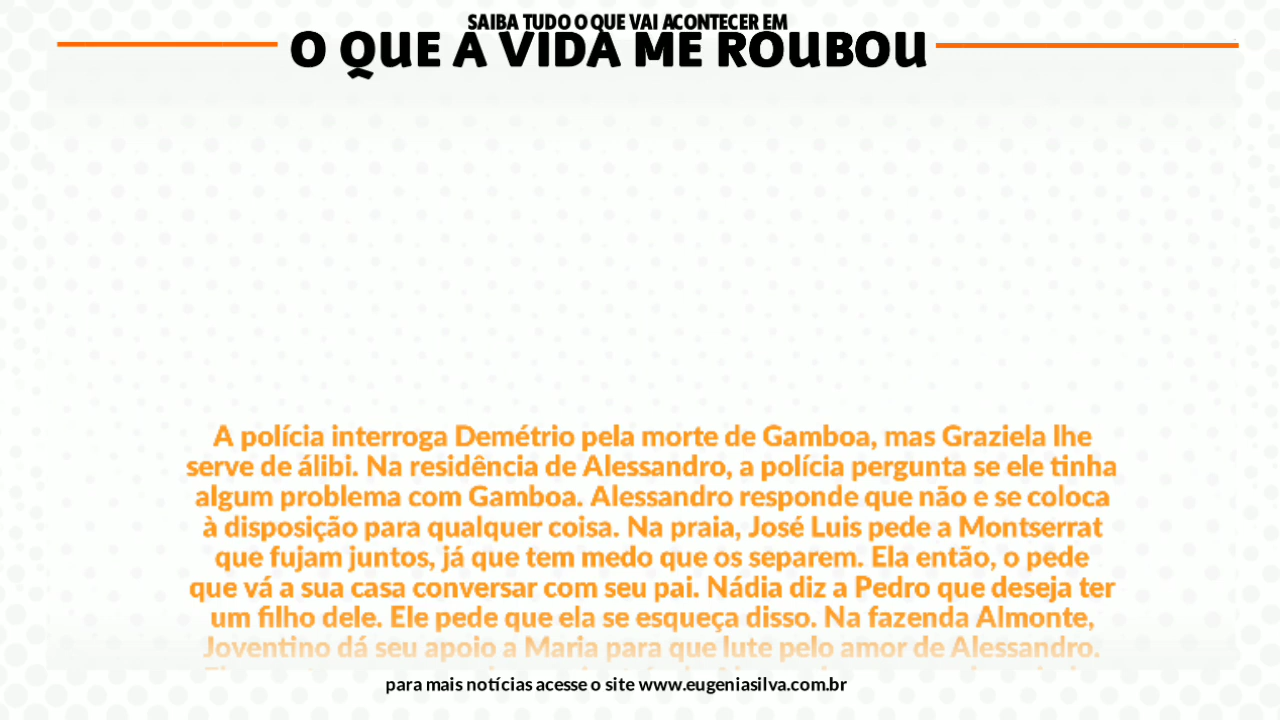 SAIBA TUDO O QUE VAI ACONTECER EM
O QUE A VIDA ME ROUBOU
A polícia interroga Demétrio pela morte de Gamboa, mas Graziela lhe
serve de álibi. Na residência de Alessandro, a polícia pergunta se ele tinha
algum problema com Gamboa. Alessandro responde que não e se coloca
à disposição para qualquer coisa. Na praia, José Luis pede a Montserrat
que fujam juntos, já que tem medo que os separem. Ela então, o pede
que vá a sua casa conversar com seu pai. Nádia diz a Pedro que deseja ter
um filho dele. Ele pede que ela se esqueça disso. Na fazenda Almonte,
Joventino dá seu apoio a Maria para que lute pelo amor de Alessandro.
para mais notícias acesse o site www.eugeniasilva.com.br